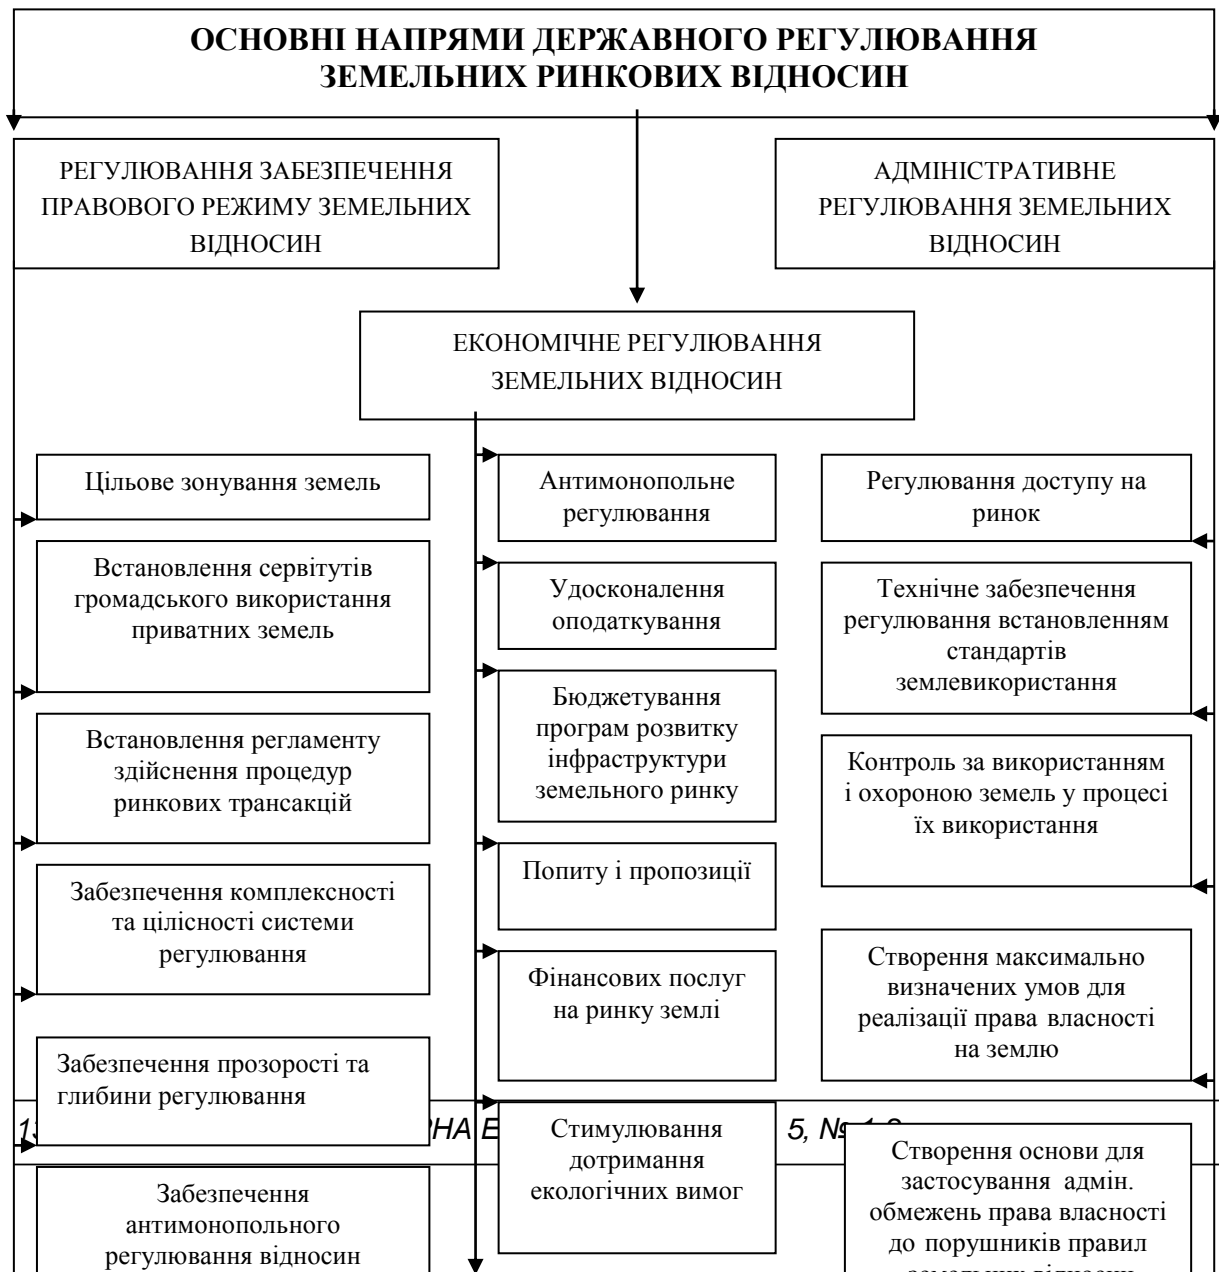 ОСНОВНІ НАПРЯМИ ДЕРЖАВНОГО РЕГУЛЮВАННЯ
ЗЕМЕЛЬНИХ РИНКОВИХ ВІДНОСИН
РЕГУЛЮВАННЯ ЗАБЕЗПЕЧЕННЯ
ПРАВОВОГО РЕЖИМУ ЗЕМЕЛЬНИХ
ВІДНОСИН
АДМІНІСТРАТИВНЕ
РЕГУЛЮВАННЯ ЗЕМЕЛЬНИХ
ВІДНОСИН
ЕКОНОМІЧНЕ РЕГУЛЮВАННЯ
ЗЕМЕЛЬНИХ ВІДНОСИН
Цільове зонування земель
Встановлення сервітутів
громадського використання
приватних земель
Встановлення регламенту
здійснення процедур
ринкових трансакцій
Забезпечення комплексності
та цілісності системи
регулювання
Забезпечення прозорості та
глибини регулювання
Забезпечення
антимонопольного
регулювання відносин
Антимонопольне
регулювання
Удосконалення
оподаткування
Бюджетування
програм розвитку
інфраструктури
земельного ринку
Попиту і пропозиції
Фінансових послуг
на ринку землі
Стимулювання
дотримання
екологічних вимог
Регулювання доступу на
ринок
Технічне забезпечення
регулювання встановленням
стандартів
землевикористання
Контроль за використанням
і охороною земель у процесі
їх використання
Створення максимально
визначених умов для
реалізації права власності
на землю
Створення основи для
застосування адмін.
обмежень права власності
до порушників правил
земельних відносин
5, №